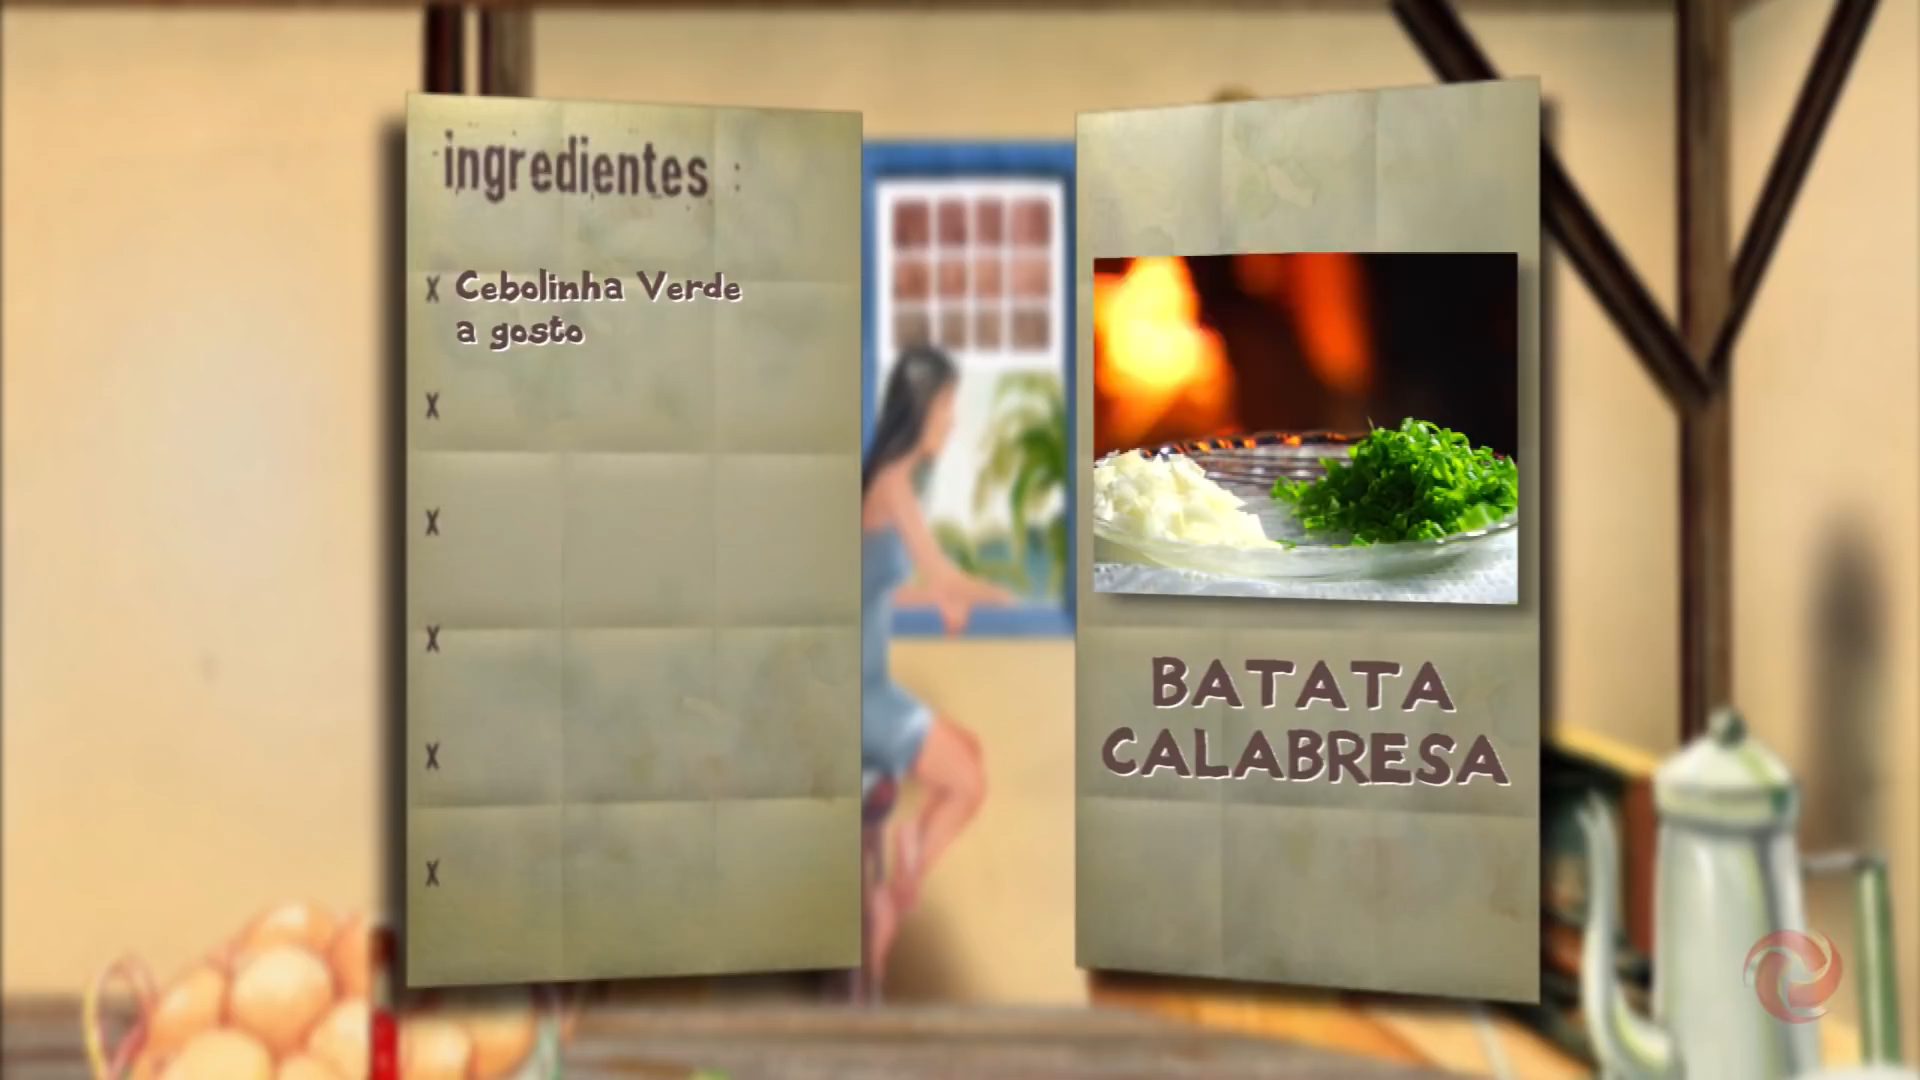 ingredientes :
x Cebolinha Verde
a gosto
x
x
x
x
x
BATATA
CALABRESA